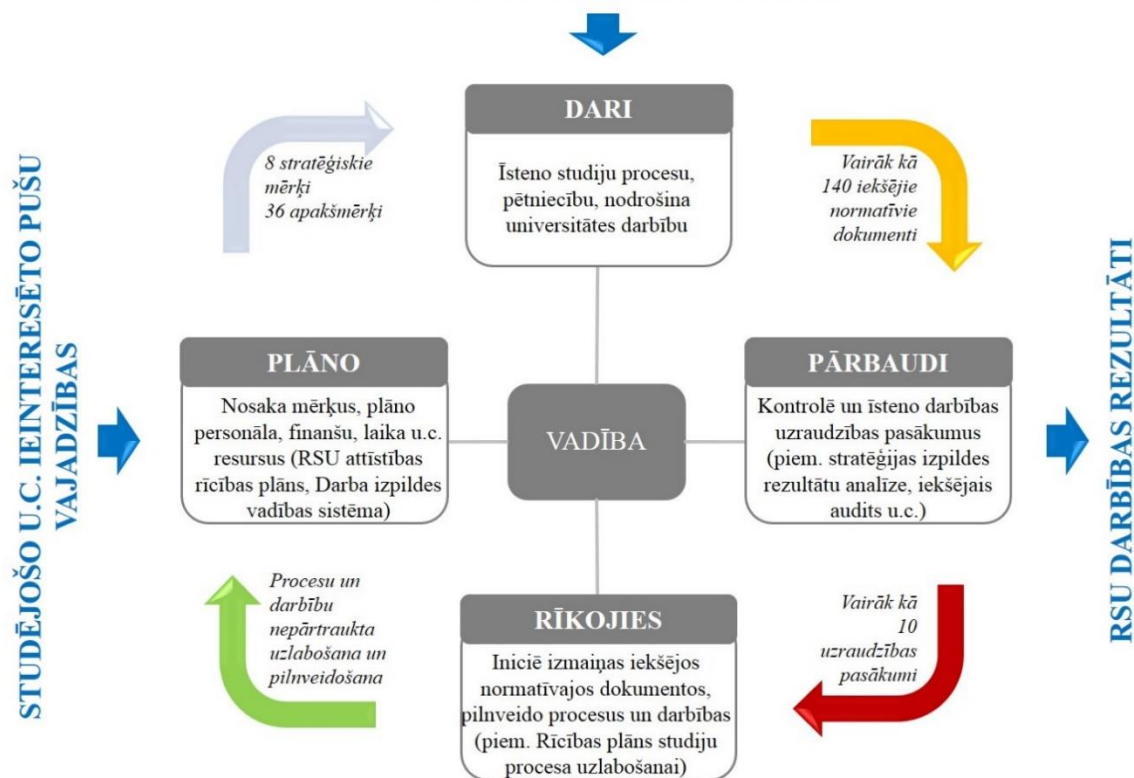 STUDĒJOŠO U.C. IEINTERESĒTO PUŠU
VAJADZĪBAS
8 stratēģiskie
mērķi
36 apakšmērķi
DARI
Īsteno studiju procesu,
pētniecību, nodrošina
universitātes darbību
Vairāk kā
140 iekšējie
normatīvie
dokumenti
PLĀNO
Nosaka mērķus, plāno
personāla, finanšu, laika u.c.
resursus (RSU attīstības
rīcības plāns, Darba izpildes
vadības sistēma)
VADĪBA
PĀRBAUDI
Kontrolē un īsteno darbības
uzraudzības pasākumus
(piem. stratēģijas izpildes
rezultātu analīze, iekšējais
audits u.c.)
Procesu un
darbību
nepārtraukta
uzlabošana un
pilnveidošana
RĪKOJIES
Iniciē izmaiņas iekšējos
normatīvajos dokumentos,
pilnveido procesus un darbības
(piem. Rīcības plāns studiju
procesa uzlabošanai)
Vairāk kā
10
uzraudzības
pasākumi
RSU DARBĪBAS REZULTĀTI